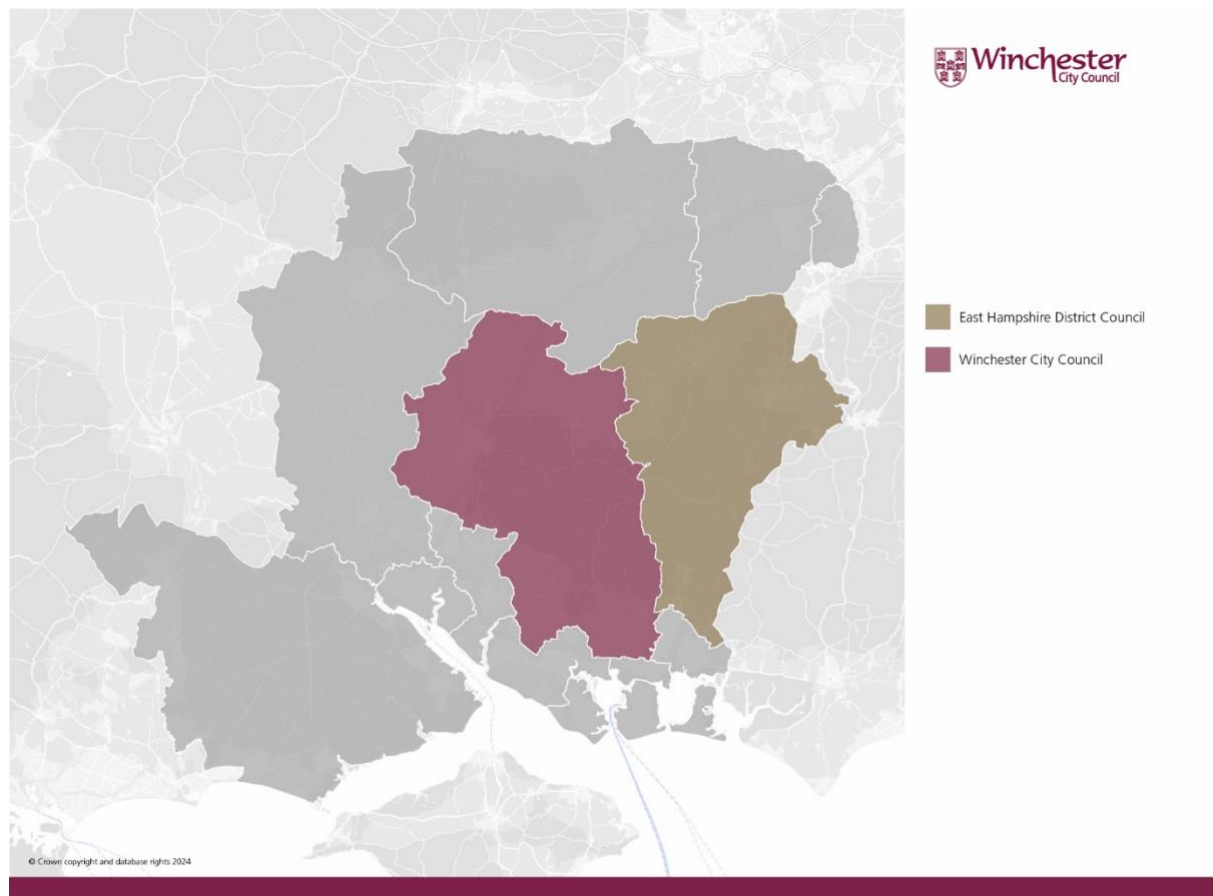 Winchester
City Council
East Hampshire District Council
Winchester City Council
© Crown copyright and database rights 2024